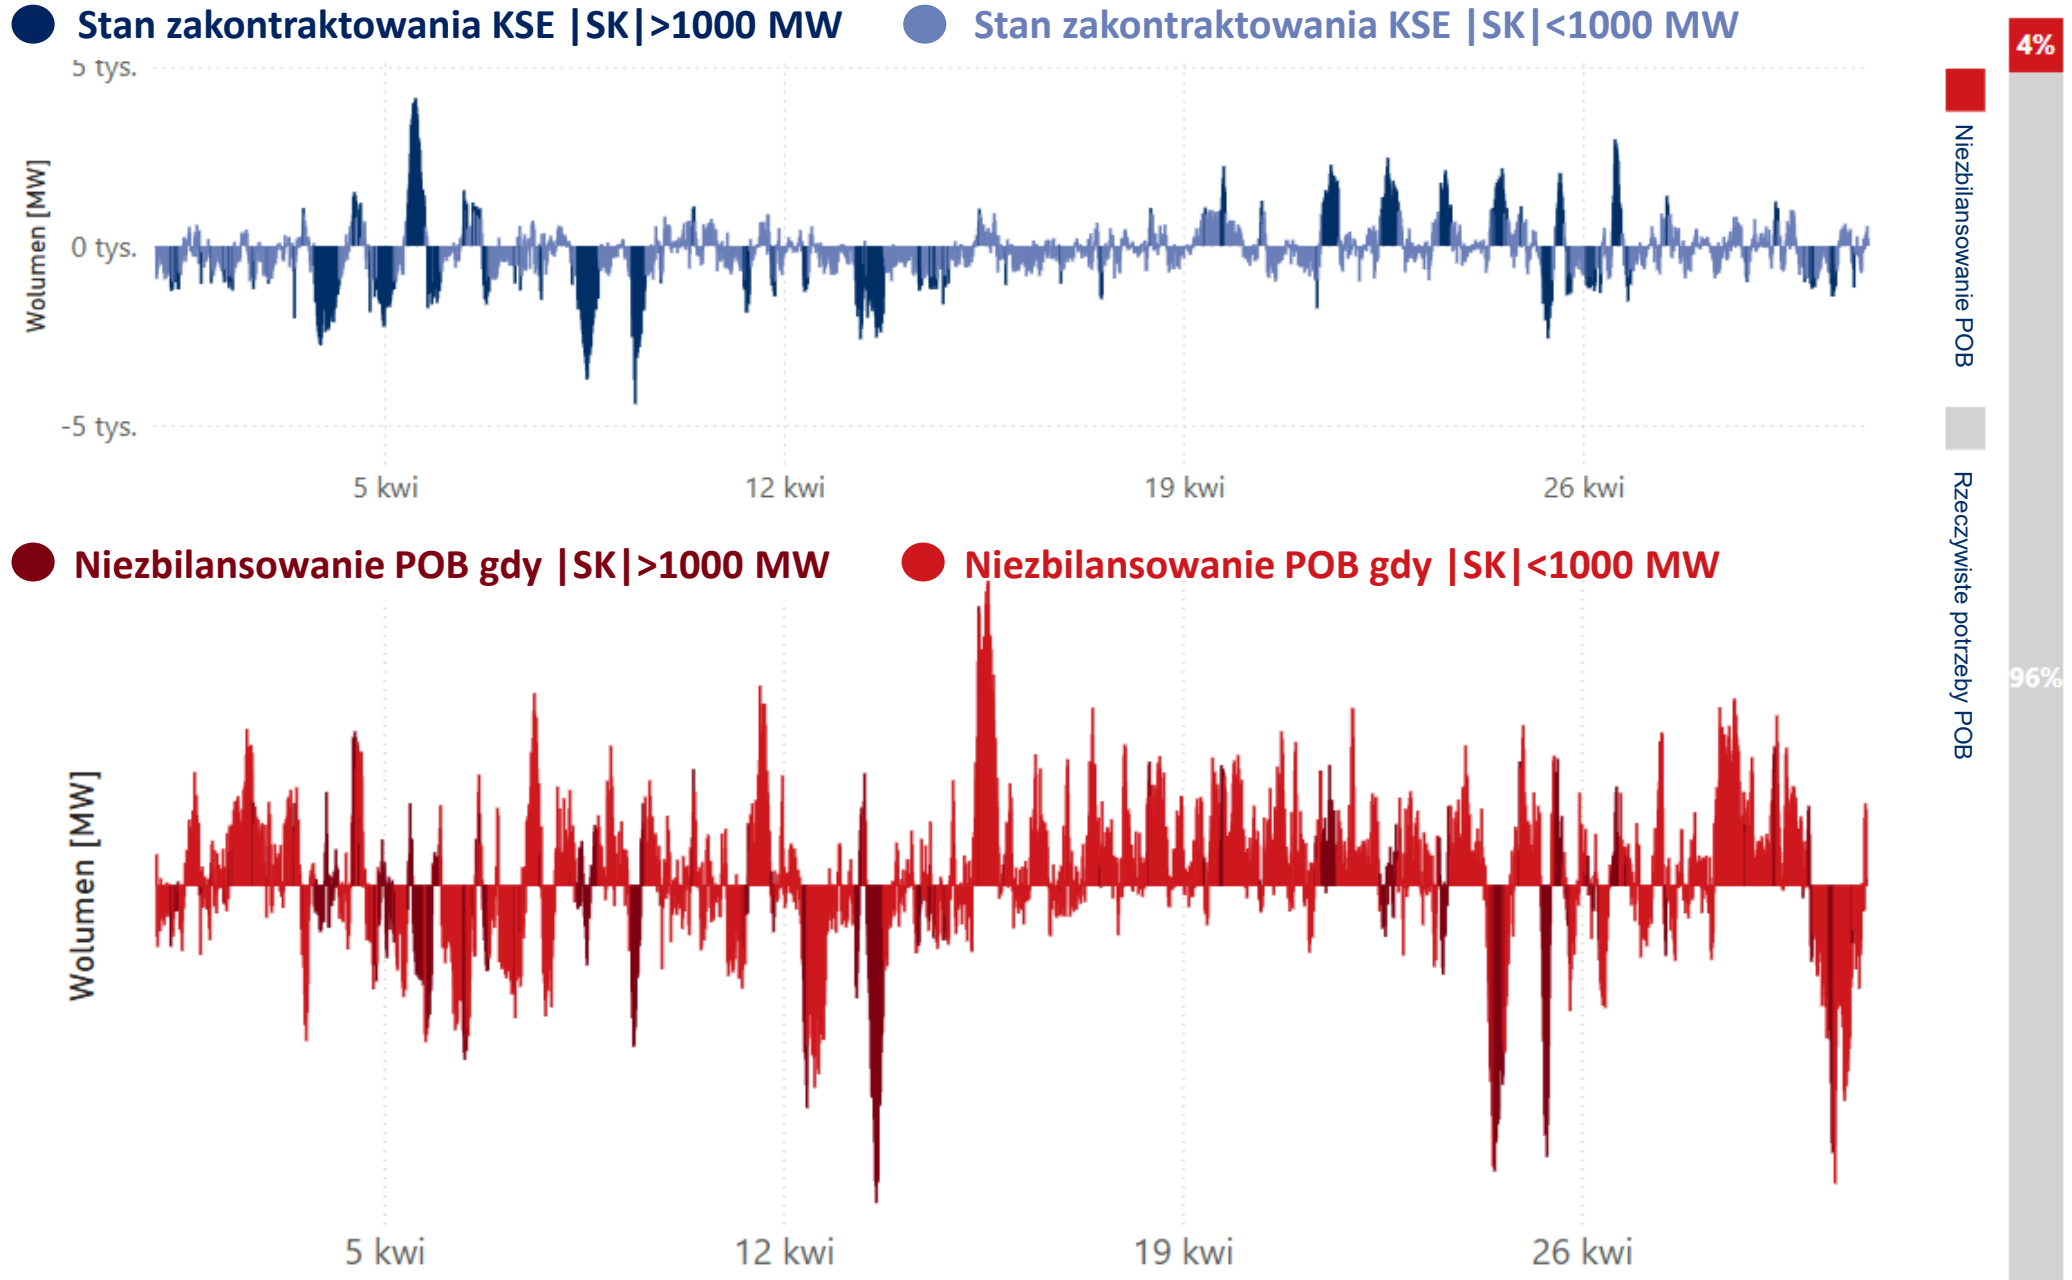 Stan zakontraktowania KSE |SK|>1000 MW
Stan zakontraktowania KSE |SK|<1000 MW
5 tys.
0 tys.
-5 tys.
Wolumen [MW]
5 kwi
12 kwi
19 kwi
26 kwi
Niezbilansowanie POB gdy |SK|>1000 MW
Niezbilansowanie POB gdy |SK|<1000 MW
Wolumen [MW]
5 kwi
12 kwi
19 kwi
26 kwi
Niezbilansowanie POB
Rzeczywiste potrzeby POB
4%
96%